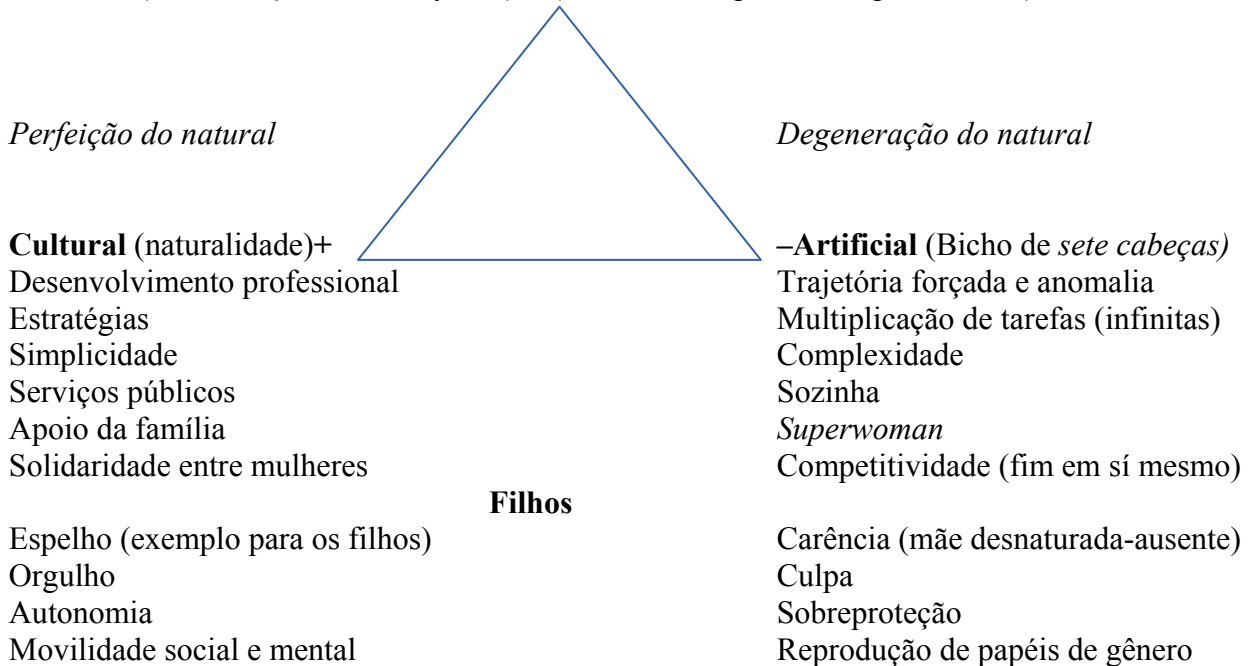 Perfeição do natural
Degeneração do natural
Cultural (naturalidade)+
–Artificial (Bicho de sete cabeças)
Desenvolvimento professional
Trajetória forçada e anomalia
Estratégias
Multiplicação de tarefas (infinitas)
Simplicidade
Complexidade
Serviços públicos
Sozinha
Apoio da família
Superwoman
Solidaridade entre mulheres
Competitividade (fim em sí mesmo)
Filhos
Espelho (exemplo para os filhos)
Carência (mãe desnaturada-ausente)
Orgulho
Culpa
Autonomia
Sobreproteção
Movilidade social e mental
Reprodução de papéis de gênero